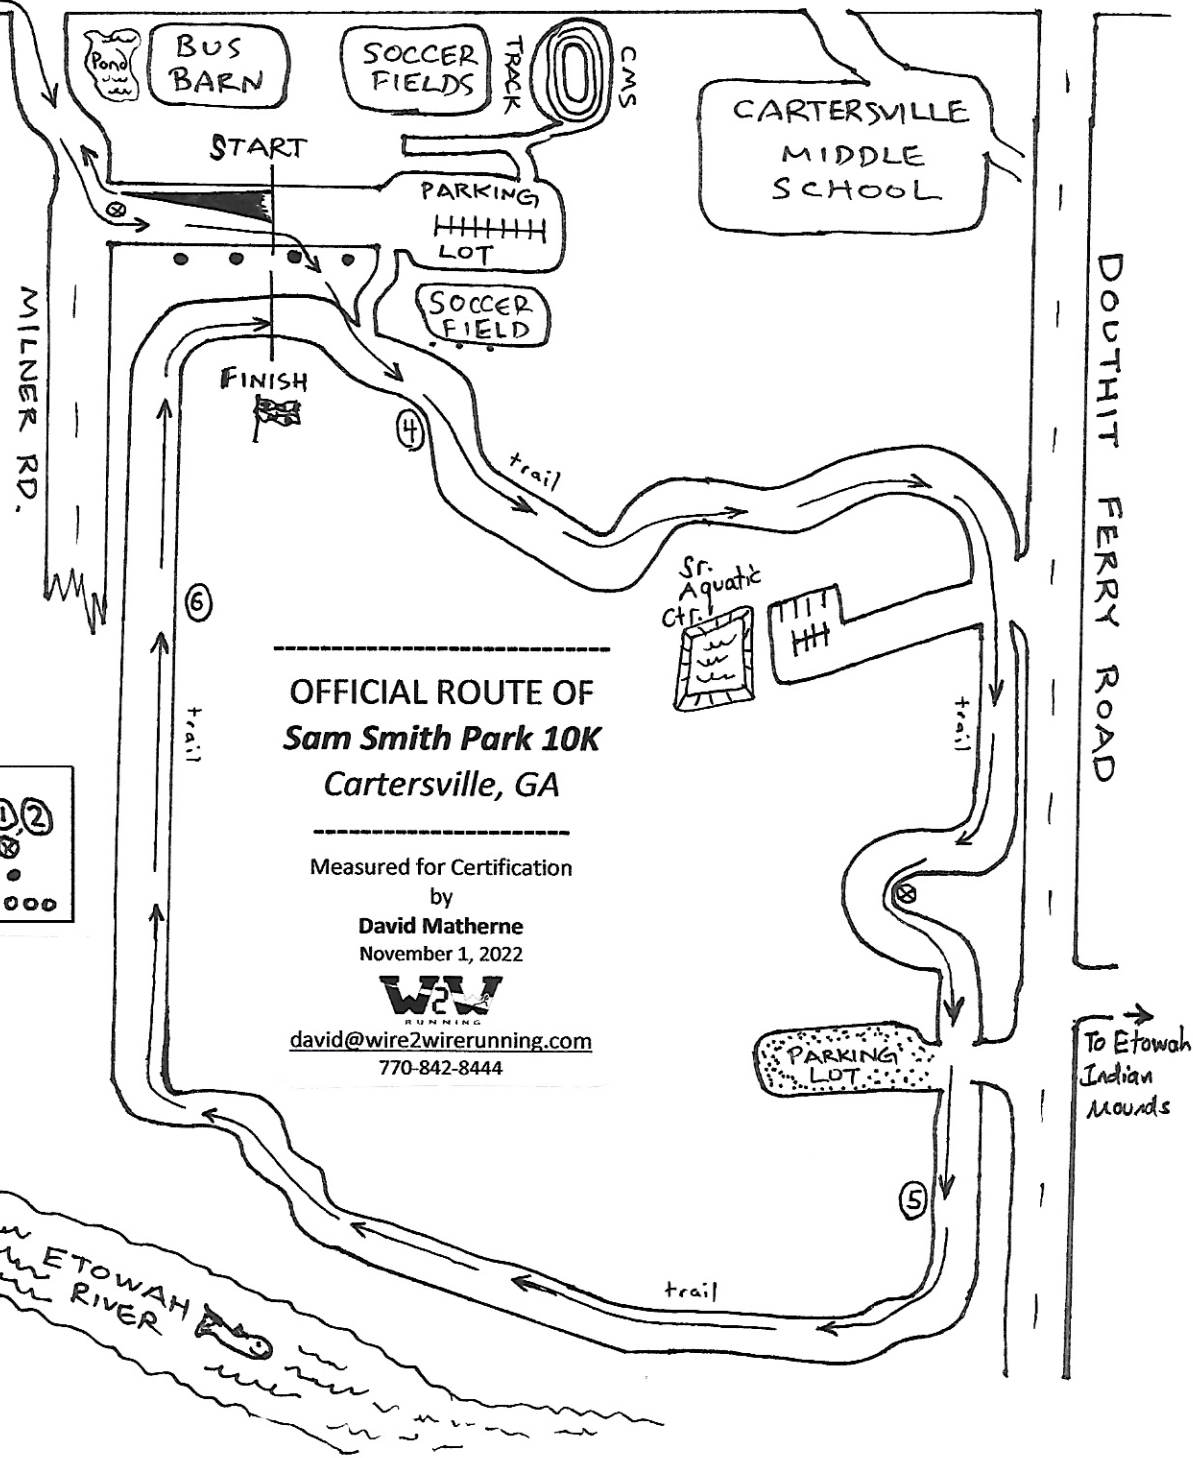 Pond
BUS
BARN
SOCCER
FIELDS
TRACK
CMS
CARTERSVILLE
MIDDLE
SCHOOL
START
PARKING
LOT
SOCCER
FIELD
MILNER RD.
DOUTHIT FERRY ROAD
FINISH
4
trail
Sr.
Aquatic
Ctr.
6
trail
OFFICIAL ROUTE OF
Sam Smith Park 10K
Cartersville, GA
trail
1, 2
Measured for Certification
by
David Matherne
November 1, 2022
W2W
RUNNING
david@wire2wirerunning.com
770-842-8444
PARKING
LOT
To Etowah
Indian
Mounds
5
trail
ETOWAH
RIVER